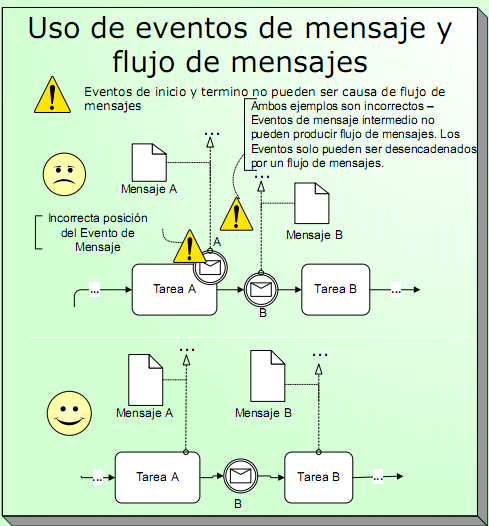 Uso de eventos de mensaje y
flujo de mensajes
Eventos de inicio y termino no pueden ser causa de flujo de
mensajes
Ambos ejemplos son incorrectos –
Eventos de mensaje intermedio no
pueden producir flujo de mensajes. Los
Eventos solo pueden ser desencadenados
por un flujo de mensajes.
...
...
Mensaje A
Mensaje B
Incorrecta posición
del Evento de
Mensaje
A
...
Tarea A
Tarea B
...
B
...
...
Mensaje A
Mensaje B
...
Tarea A
Tarea B
...
B